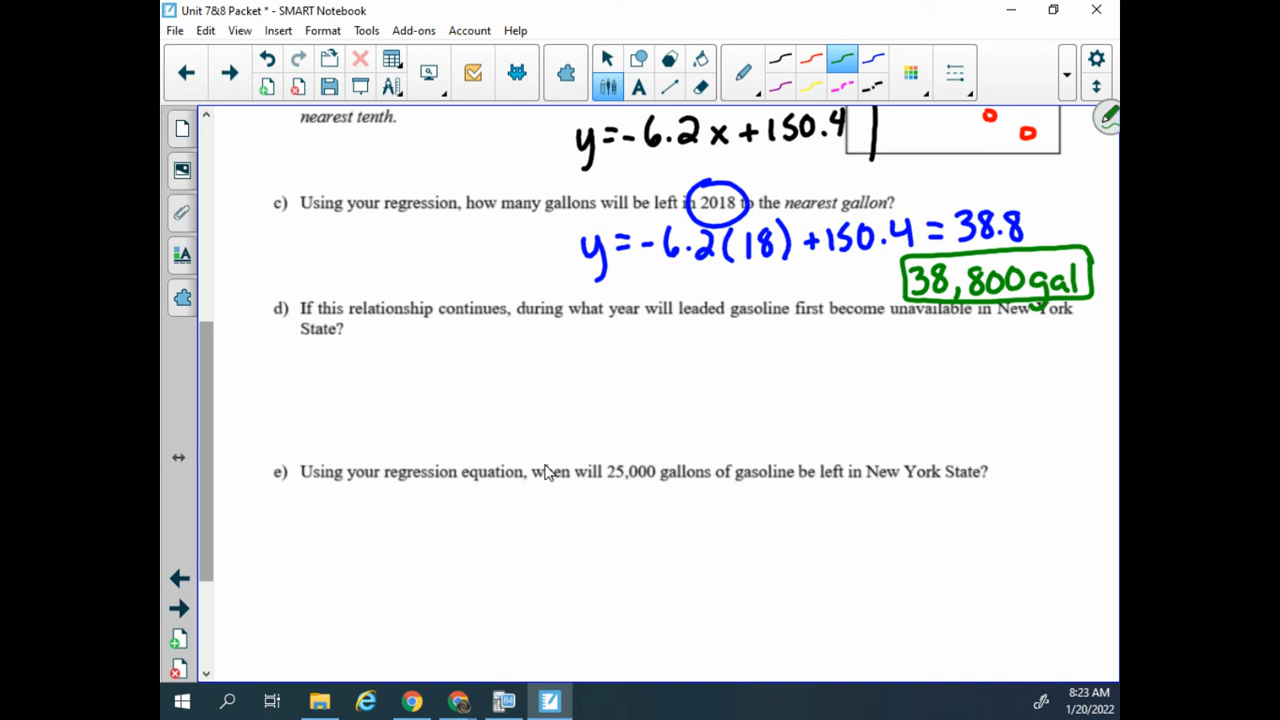 Unit 7&8 Packet * - SMART Notebook
File Edit View Insert Format Tools Add-ons Account Help
nearest tenth.
y=-6.2x+150.4
c) Using your regression, how many gallons will be left in 2018 to the nearest gallon?
y=-6.2(18)+150.4=38.8
38,800gal
d) If this relationship continues, during what year will leaded gasoline first become unavailable in New York
State?
e) Using your regression equation, when will 25,000 gallons of gasoline be left in New York State?
8:23 AM
1/20/2022